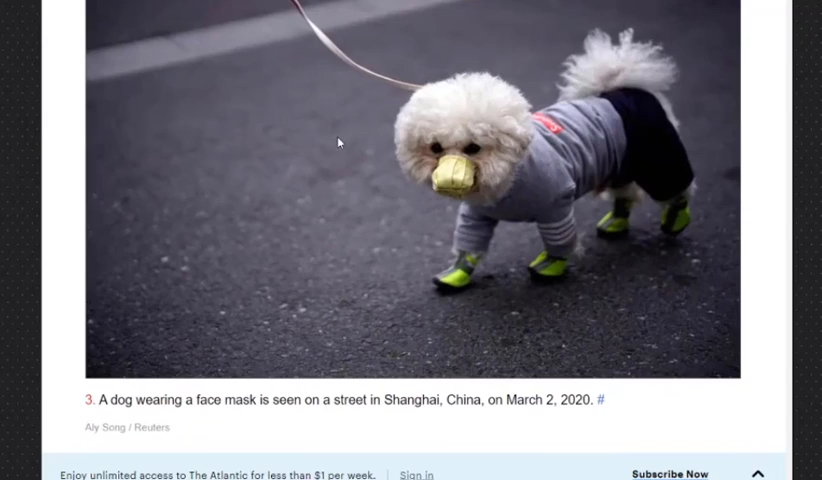 3. A dog wearing a face mask is seen on a street in Shanghai, China, on March 2, 2020. #
Aly Song / Reuters
Enjoy unlimited access to The Atlantic for less than $1 per week. Sign in Subscribe Now